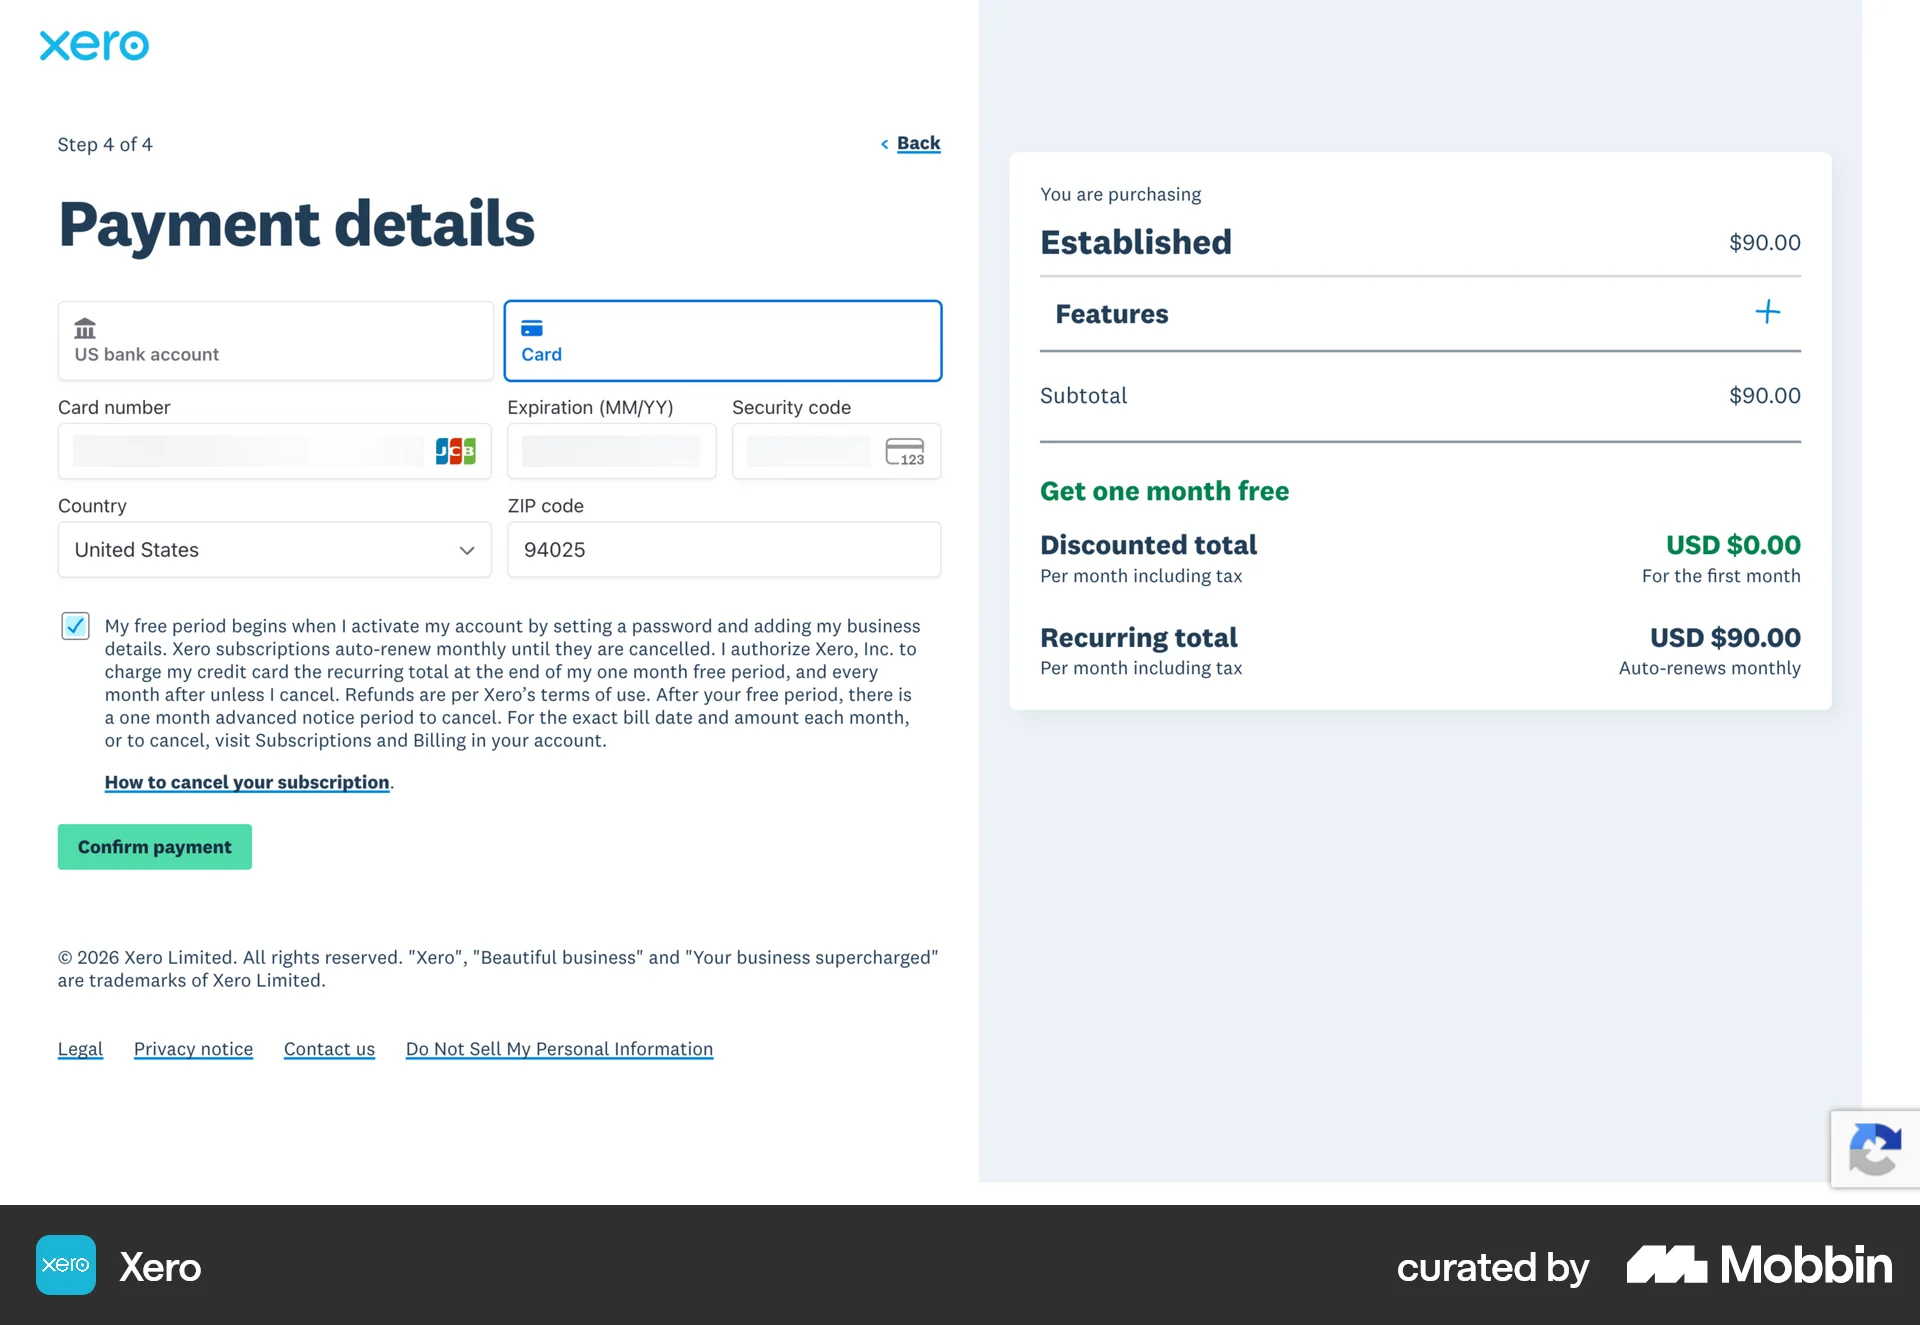 xero
Step 4 of 4
< Back
Payment details
US bank account
Card
Card number
Expiration (MM/YY)
Security code
JCB
123
Country
ZIP code
United States
94025
My free period begins when I activate my account by setting a password and adding my business
details. Xero subscriptions auto-renew monthly until they are cancelled. I authorize Xero, Inc. to
charge my credit card the recurring total at the end of my one month free period, and every
month after unless I cancel. Refunds are per Xero’s terms of use. After your free period, there is
a one month advanced notice period to cancel. For the exact bill date and amount each month,
or to cancel, visit Subscriptions and Billing in your account.
How to cancel your subscription.
Confirm payment
© 2026 Xero Limited. All rights reserved. "Xero", "Beautiful business" and "Your business supercharged"
are trademarks of Xero Limited.
Legal Privacy notice Contact us Do Not Sell My Personal Information
You are purchasing
Established $90.00
Features
Subtotal $90.00
Get one month free
Discounted total USD $0.00
Per month including tax For the first month
Recurring total USD $90.00
Per month including tax Auto-renews monthly
xero
Xero
curated by Mobbin